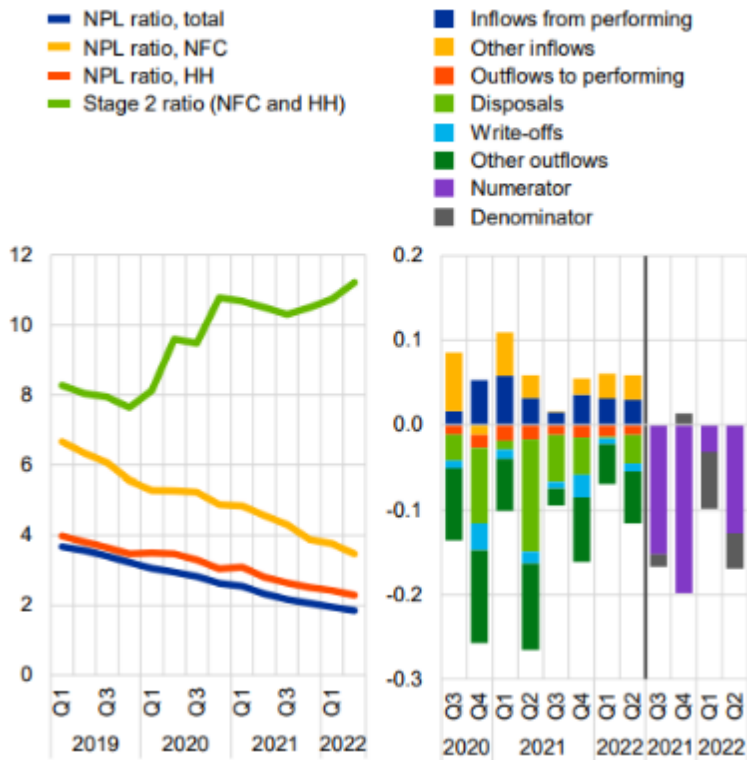 NPL ratio, total
NPL ratio, NFC
NPL ratio, HH
Stage 2 ratio (NFC and HH)
Inflows from performing
Other inflows
Outflows to performing
Disposals
Write-offs
Other outflows
Numerator
Denominator
12
10
8
6
4
2
0
Q1 Q3 Q1 Q3 Q1 Q3 Q1
2019 2020 2021 2022
0.2
0.1
0.0
-0.1
-0.2
-0.3
Q3 Q4 Q1 Q2 Q3 Q4 Q1 Q2 Q3 Q4 Q1 Q2
2020 2021 2022 2021 2022